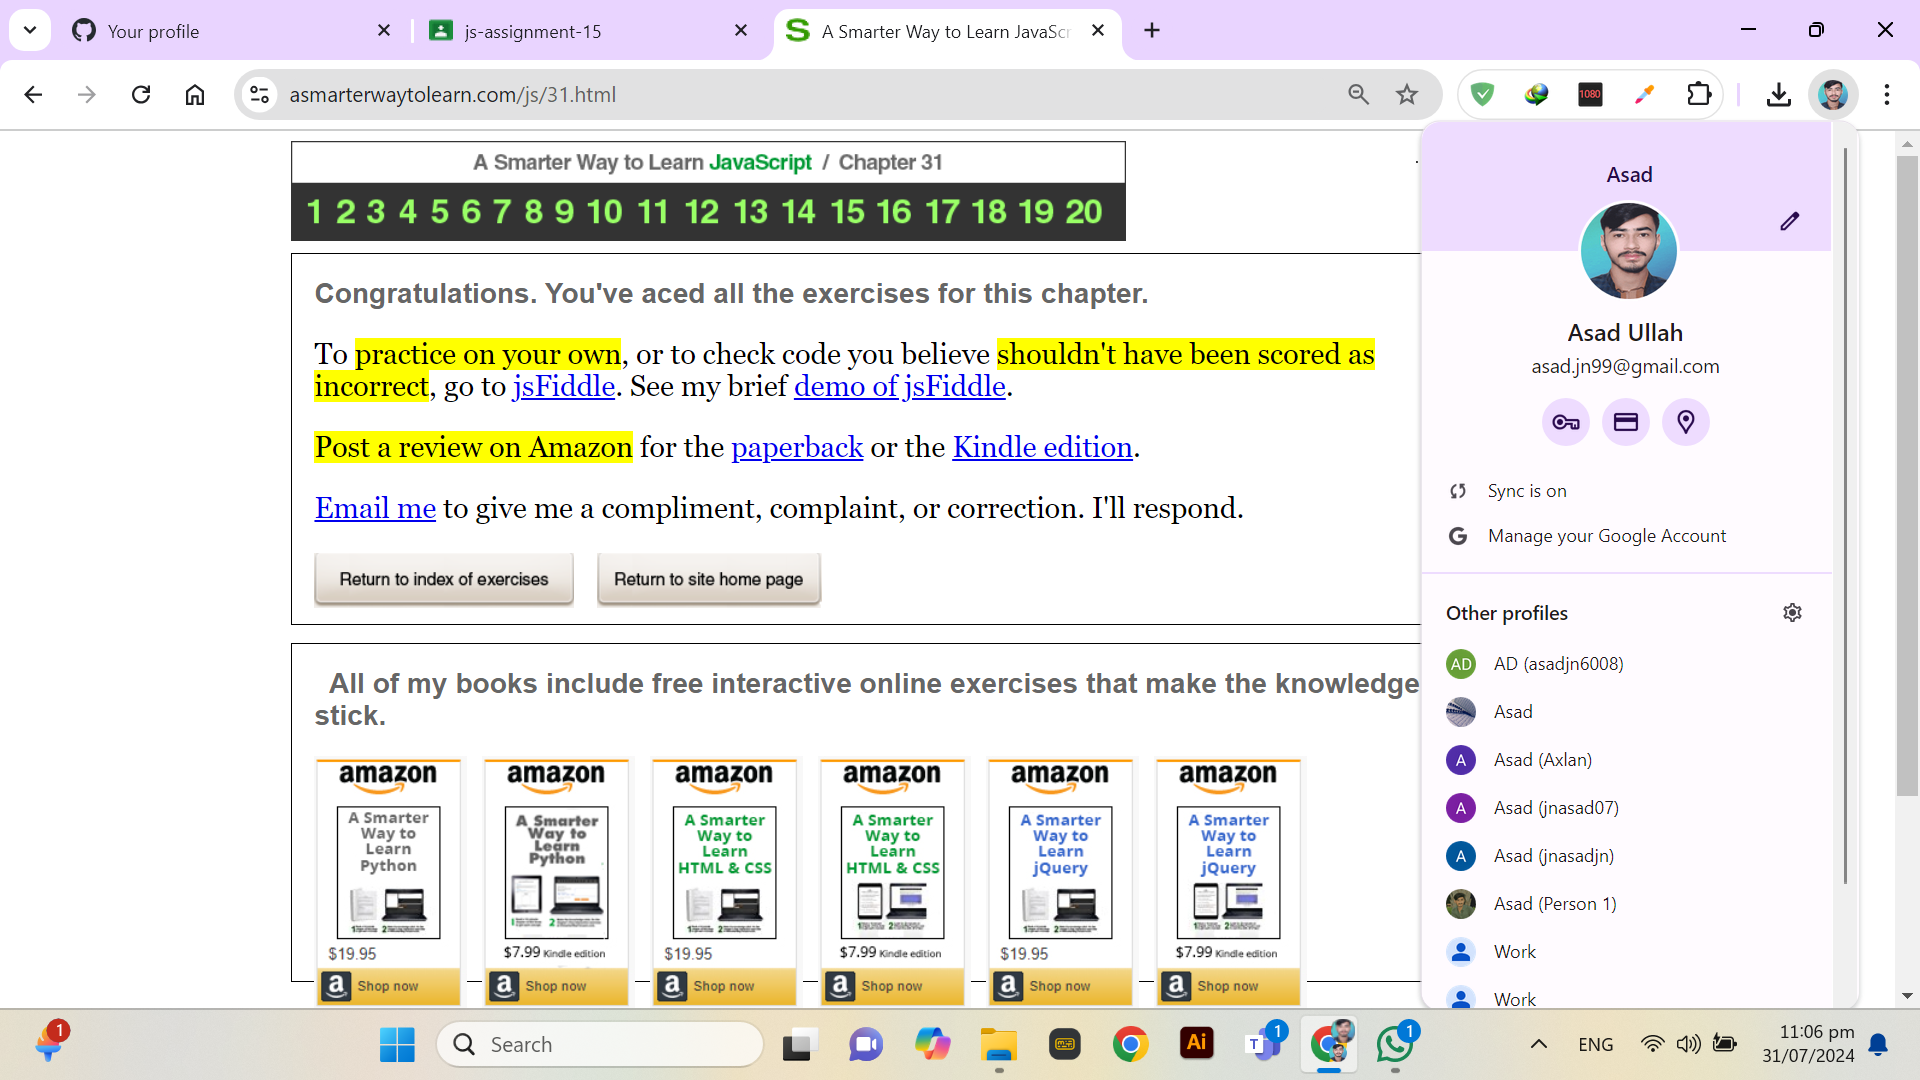 Your profile
js-assignment-15
A Smarter Way to Learn JavaScr
asmarterwaytolearn.com/js/31.html
1080
A Smarter Way to Learn JavaScript / Chapter 31
1 2 3 4 5 6 7 8 9 10 11 12 13 14 15 16 17 18 19 20
Congratulations. You've aced all the exercises for this chapter.
To practice on your own, or to check code you believe shouldn't have been scored as
incorrect, go to jsFiddle. See my brief demo of jsFiddle.
Post a review on Amazon for the paperback or the Kindle edition.
Email me to give me a compliment, complaint, or correction. I'll respond.
Return to index of exercises
Return to site home page
All of my books include free interactive online exercises that make the knowledge
stick.
amazon
A Smarter
Way to
Learn
Python
$19.95
Shop now
amazon
A Smarter
Way to
Learn
Python
$7.99 Kindle edition
Shop now
amazon
A Smarter
Way to
Learn
HTML & CSS
$19.95
Shop now
amazon
A Smarter
Way to
Learn
HTML & CSS
$7.99 Kindle edition
Shop now
amazon
A Smarter
Way to
Learn
jQuery
$19.95
Shop now
amazon
A Smarter
Way to
Learn
jQuery
$7.99 Kindle edition
Shop now
Asad
Asad Ullah
asad.jn99@gmail.com
Sync is on
Manage your Google Account
Other profiles
AD AD (asadjn6008)
Asad
A Asad (Axlan)
A Asad (jnasad07)
A Asad (jnasadjn)
Asad (Person 1)
Work
Work
1
Search
Ai
T
1
1
ENG
11:06 pm
31/07/2024